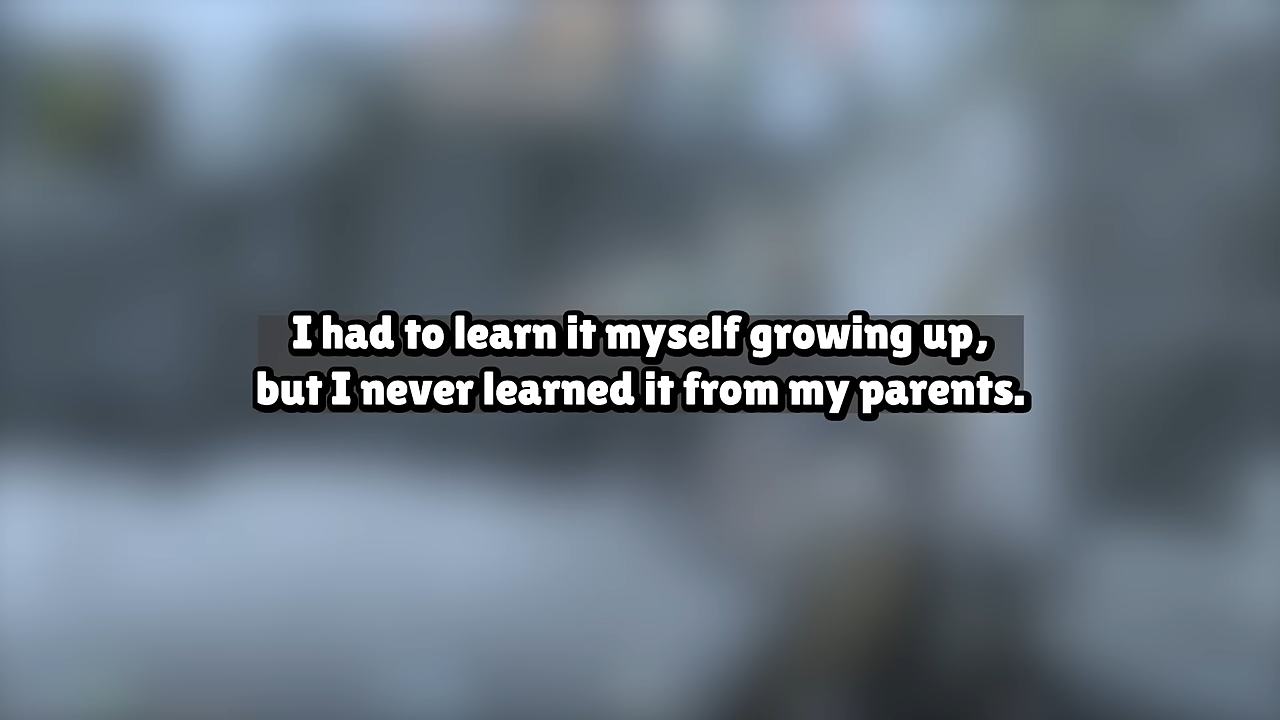 I had to learn it myself growing up,
but I never learned it from my parents.